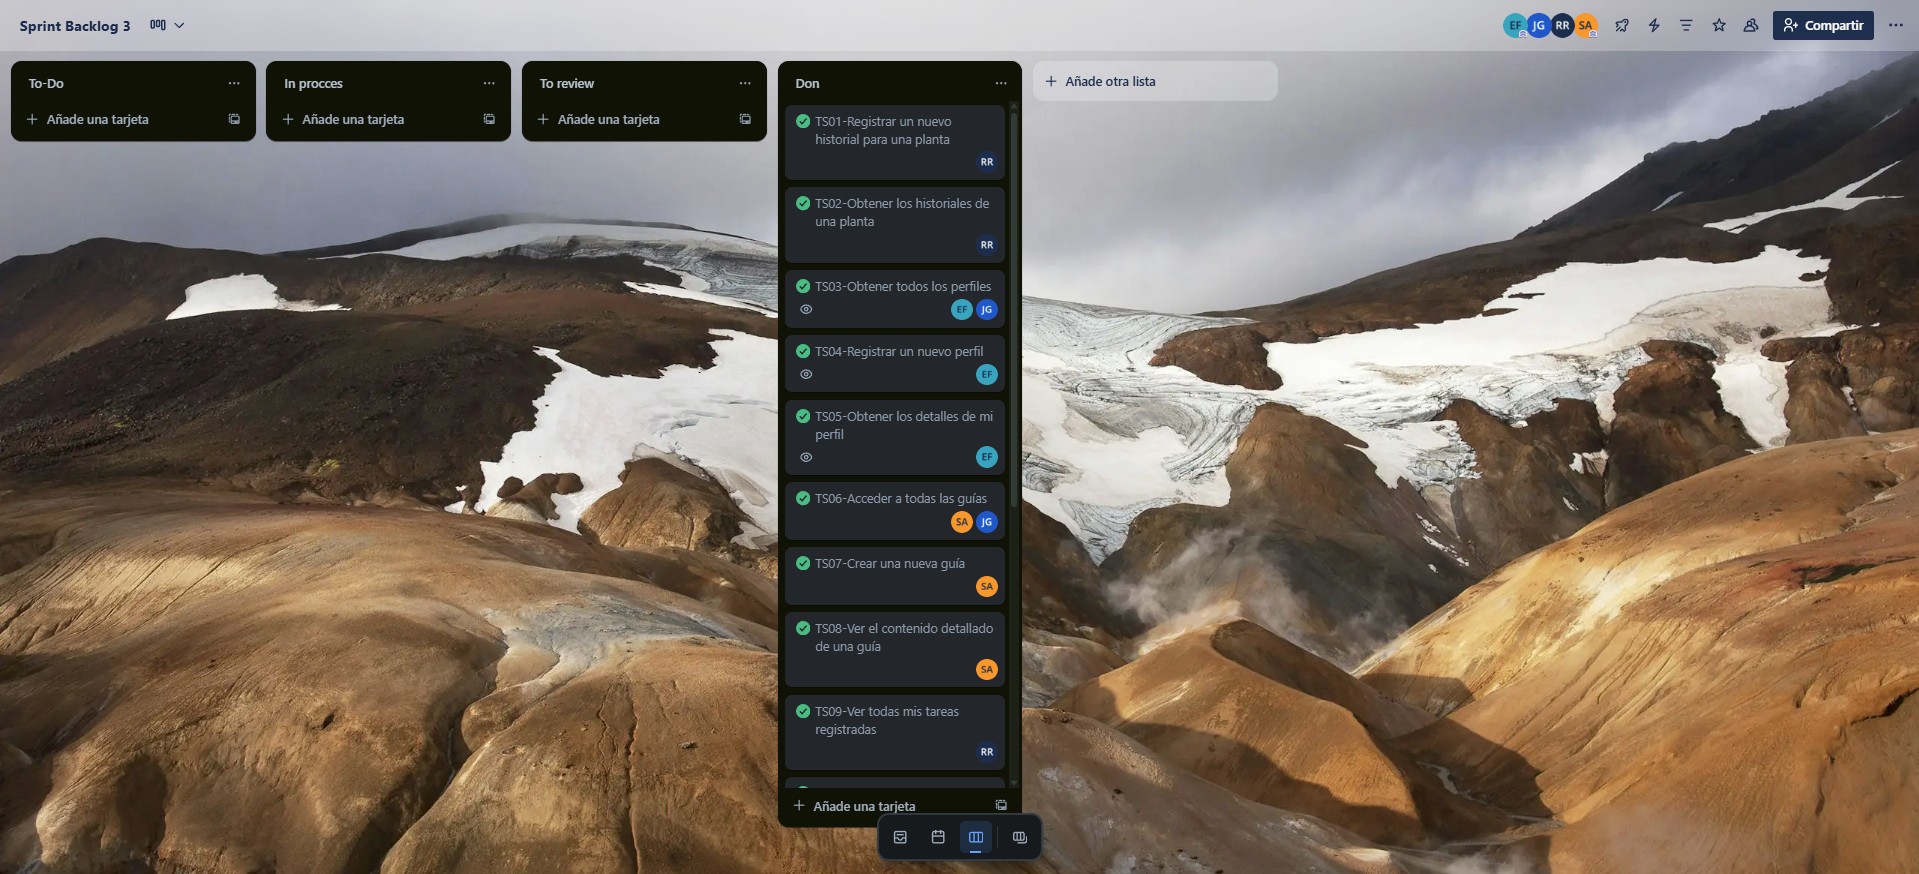 Sprint Backlog 3
EF
JG
RR
SA
Compartir
To-Do
Añade una tarjeta
In procces
Añade una tarjeta
To review
Añade una tarjeta
Don
TS01-Registrar un nuevo
historial para una planta
RR
TS02-Obtener los historiales de
una planta
RR
TS03-Obtener todos los perfiles
EF
JG
TS04-Registrar un nuevo perfil
EF
TS05-Obtener los detalles de mi
perfil
EF
TS06-Acceder a todas las guías
SA
JG
TS07-Crear una nueva guía
SA
TS08-Ver el contenido detallado
de una guía
SA
TS09-Ver todas mis tareas
registradas
RR
Añade una tarjeta
Añade otra lista